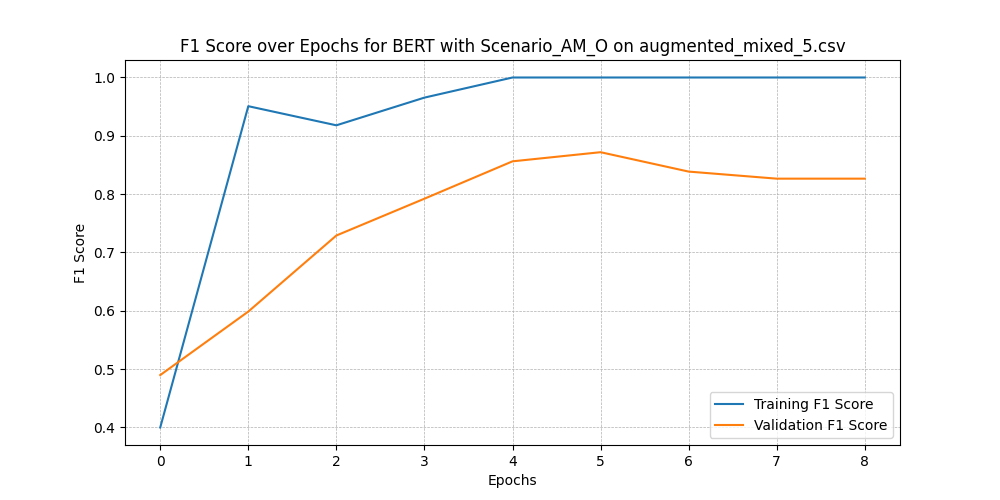 F1 Score over Epochs for BERT with Scenario_AM_O on augmented_mixed_5.csv
F1 Score
1.0
0.9
0.8
0.7
0.6
0.5
0.4
0 1 2 3 4 5 6 7 8
Epochs
Training F1 Score
Validation F1 Score